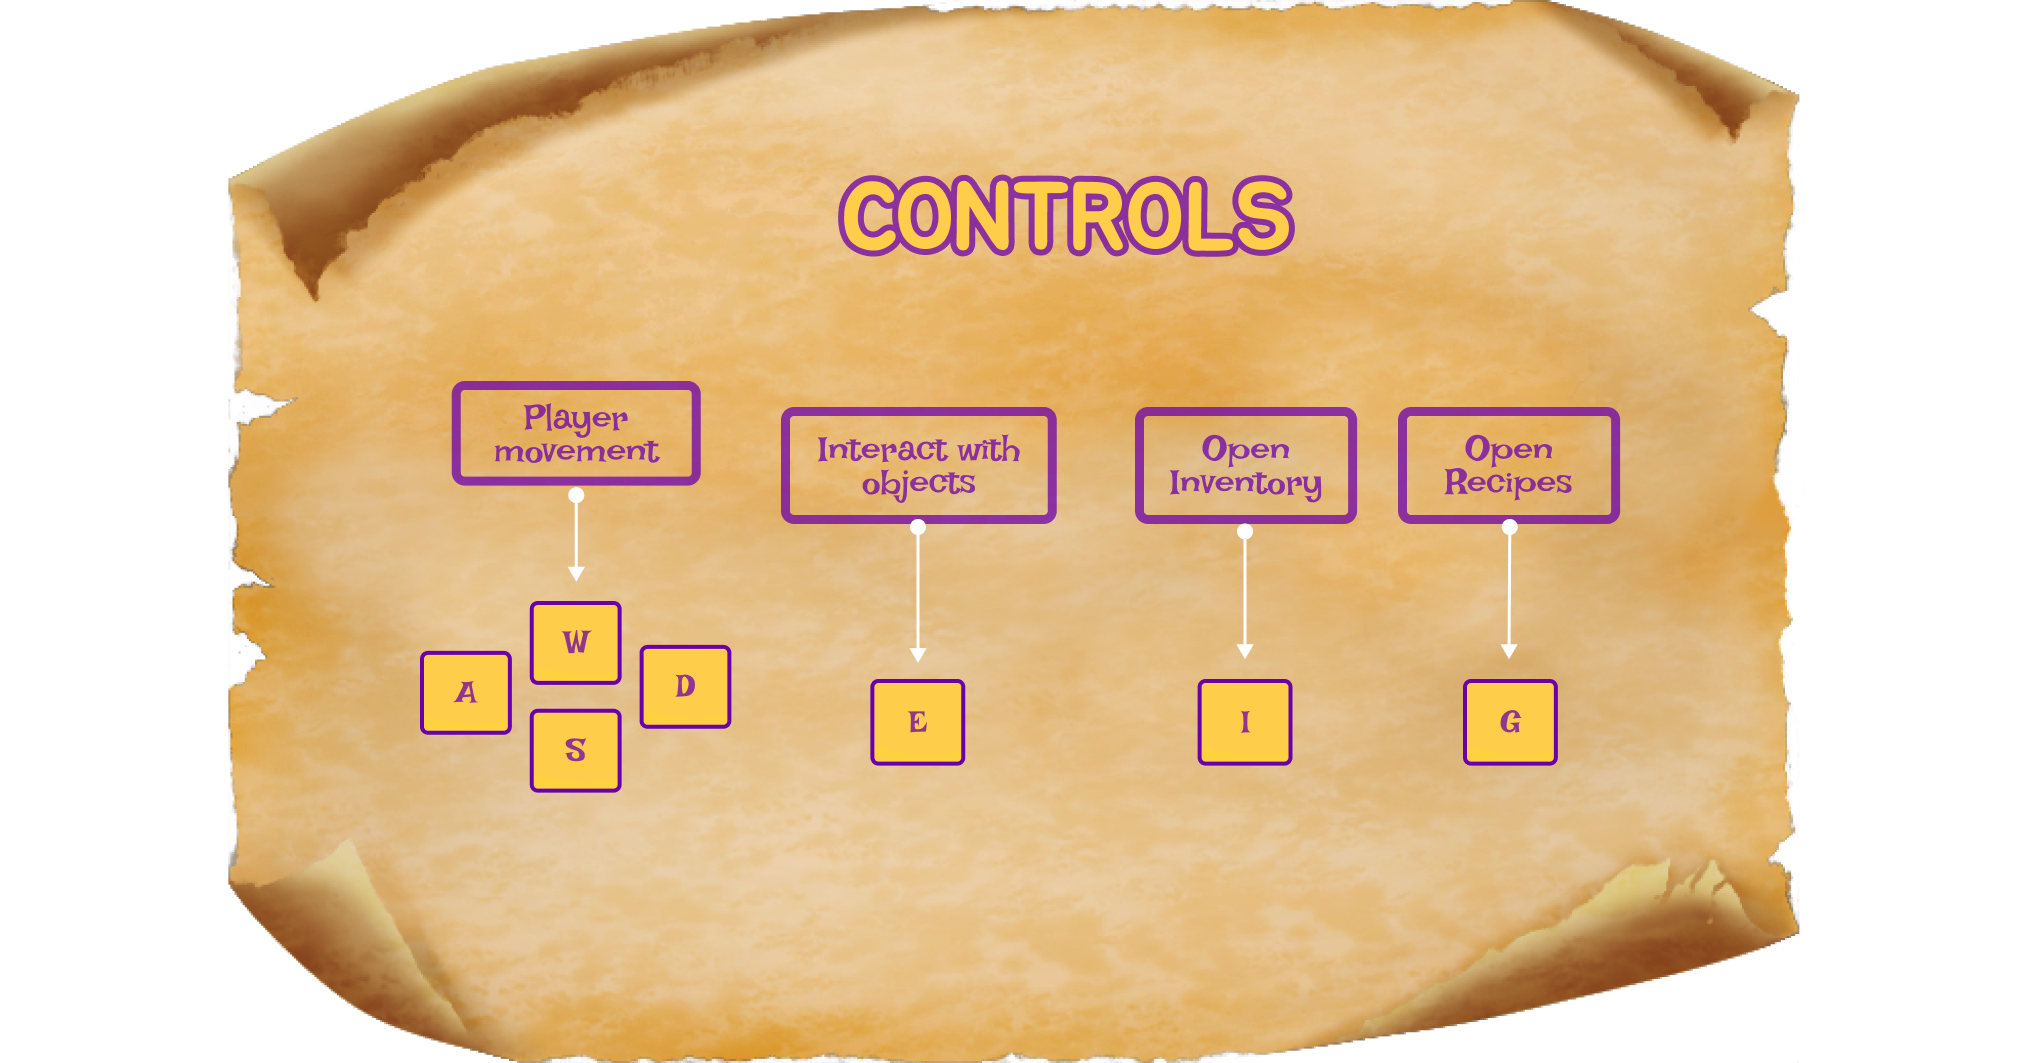 CONTROLS
Player
movement
Interact with
objects
Open
Inventory
Open
Recipes
W
A
D
S
E
I
G